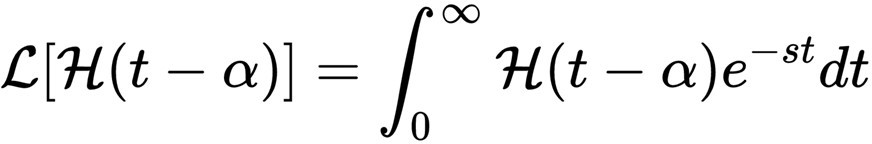 ℒ[ℋ(t − α)] = ∫₀^∞ ℋ(t − α)e^{−st}dt